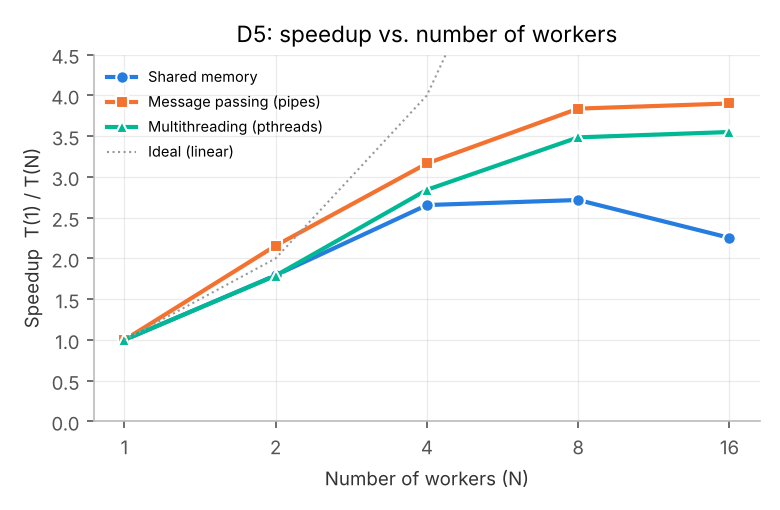 D5: speedup vs. number of workers
Shared memory
Message passing (pipes)
Multithreading (pthreads)
Ideal (linear)
Speedup T(1) / T(N)
4.5
4.0
3.5
3.0
2.5
2.0
1.5
1.0
0.5
0.0
1 2 4 8 16
Number of workers (N)